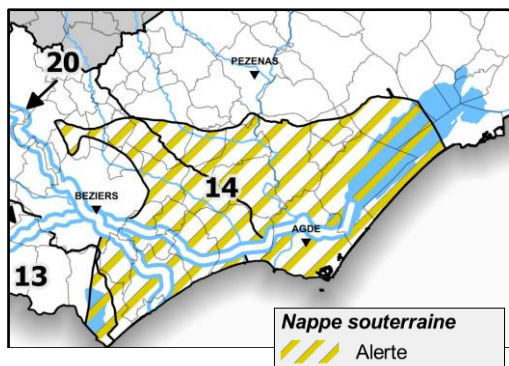 20
PEZENAS
14
BEZIERS
AGDE
13
Nappe souterraine
Alerte